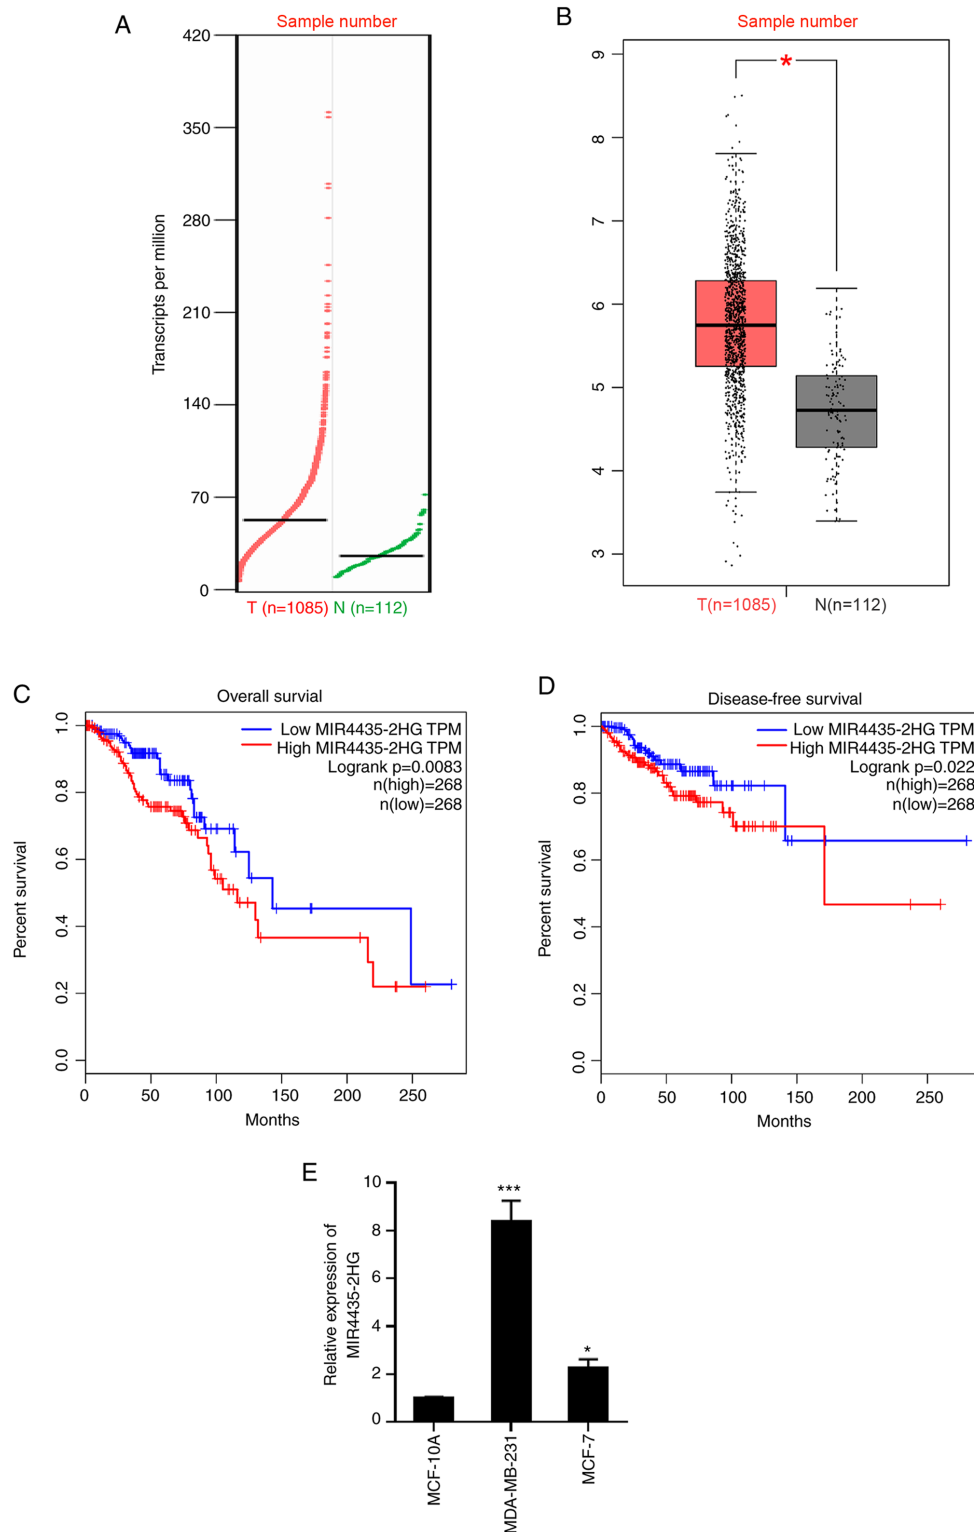 A
Sample number
Transcripts per million
420
350
280
210
140
70
0
T (n=1085) N (n=112)
B
Sample number
*
9
8
7
6
5
4
3
T(n=1085)
N(n=112)
C
Overall survial
Low MIR4435-2HG TPM
High MIR4435-2HG TPM
Logrank p=0.0083
n(high)=268
n(low)=268
Percent survival
1.0
0.8
0.6
0.4
0.2
0.0
0 50 100 150 200 250
Months
D
Disease-free survival
Low MIR4435-2HG TPM
High MIR4435-2HG TPM
Logrank p=0.022
n(high)=268
n(low)=268
Percent survival
1.0
0.8
0.6
0.4
0.2
0.0
0 50 100 150 200 250
Months
E
Relative expression of
MIR4435-2HG
10
8
6
4
2
0
***
*
MCF-10A
MDA-MB-231
MCF-7